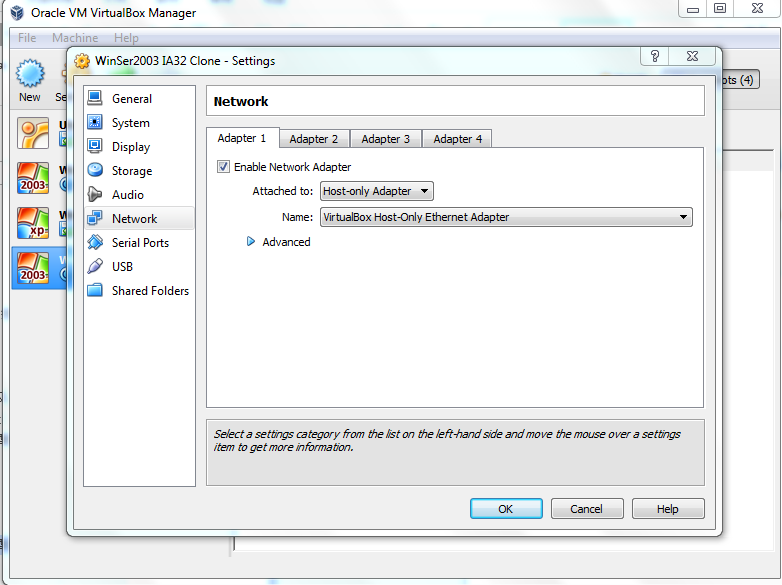 Oracle VM VirtualBox Manager
File Machine Help
WinSer2003 IA32 Clone - Settings
New
General
System
Display
Storage
Audio
Network
Serial Ports
USB
Shared Folders
Network
Adapter 1 Adapter 2 Adapter 3 Adapter 4
Enable Network Adapter
Attached to: Host-only Adapter
Name: VirtualBox Host-Only Ethernet Adapter
Advanced
Select a settings category from the list on the left-hand side and move the mouse over a settings
item to get more information.
OK Cancel Help
2003
xp
2003
(4)